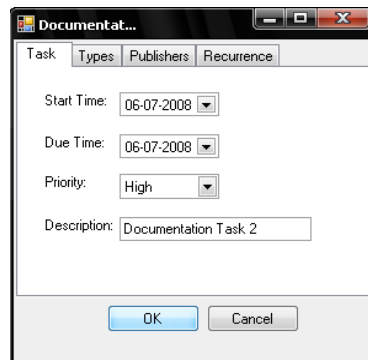 Documentat...
Task Types Publishers Recurrence
Start Time: 06-07-2008
Due Time: 06-07-2008
Priority: High
Description: Documentation Task 2
OK Cancel